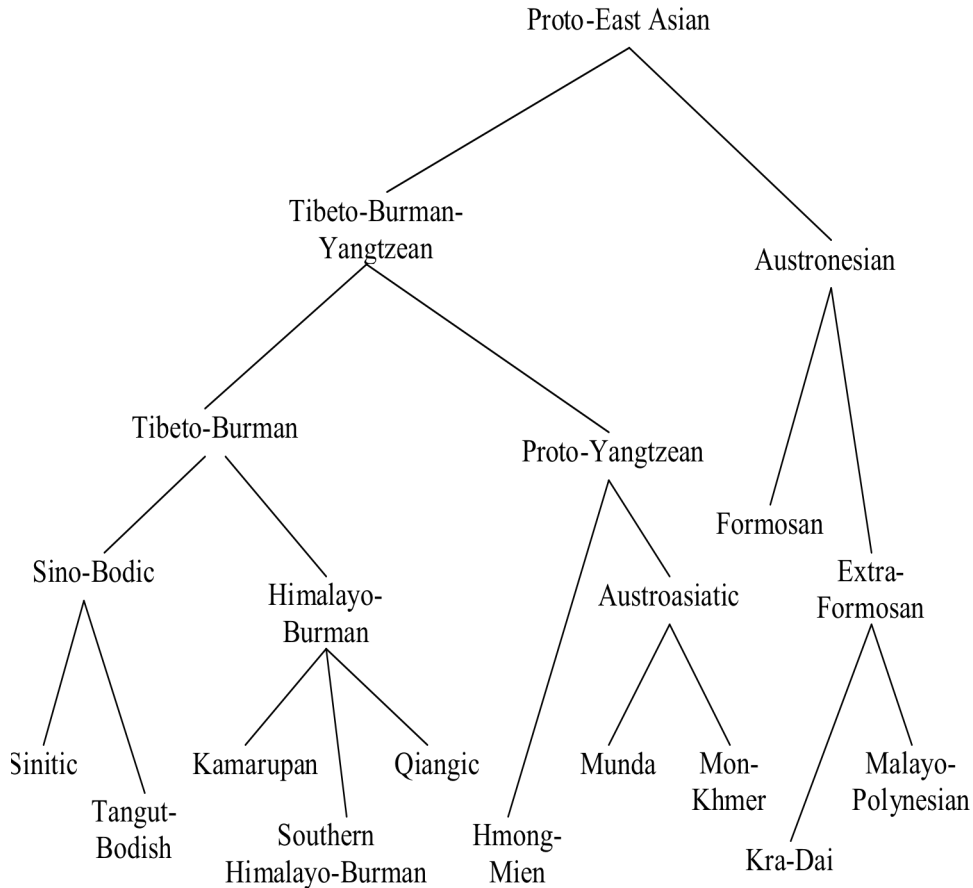 Proto-East Asian
Tibeto-Burman-
Yangtzean
Austronesian
Tibeto-Burman
Proto-Yangtzean
Formosan
Sino-Bodic
Himalayo-
Burman
Austroasiatic
Extra-
Formosan
Sinitic
Tangut-
Bodish
Kamarupan
Southern
Himalayo-Burman
Qiangic
Hmong-
Mien
Munda
Mon-
Khmer
Kra-Dai
Malayo-
Polynesian